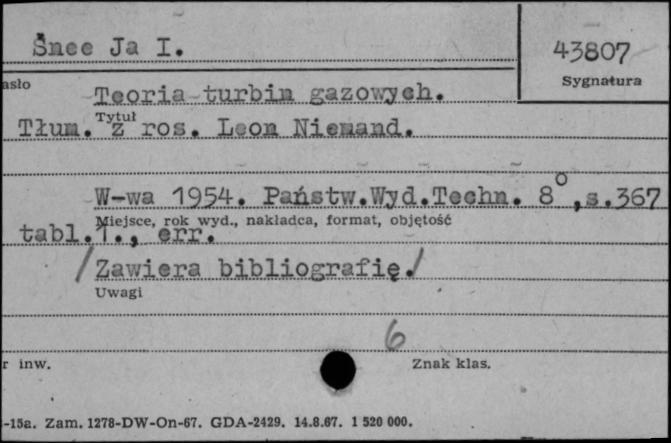 Šnee Ja I.
43807
Sygnatura
asło
Teoria turbin gazowych.
Tytuł
Tłum. z ros. Leon Niemand.
W-wa 1954. Państw.Wyd.Techn. 8°,s.367
Miejsce, rok wyd., nakładca, format, objętość
tabl.1., err.
/Zawiera bibliografię./
Uwagi
6
r inw.
Znak klas.
-15a. Zam. 1278-DW-On-67. GDA-2429. 14.8.67. 1 520 000.